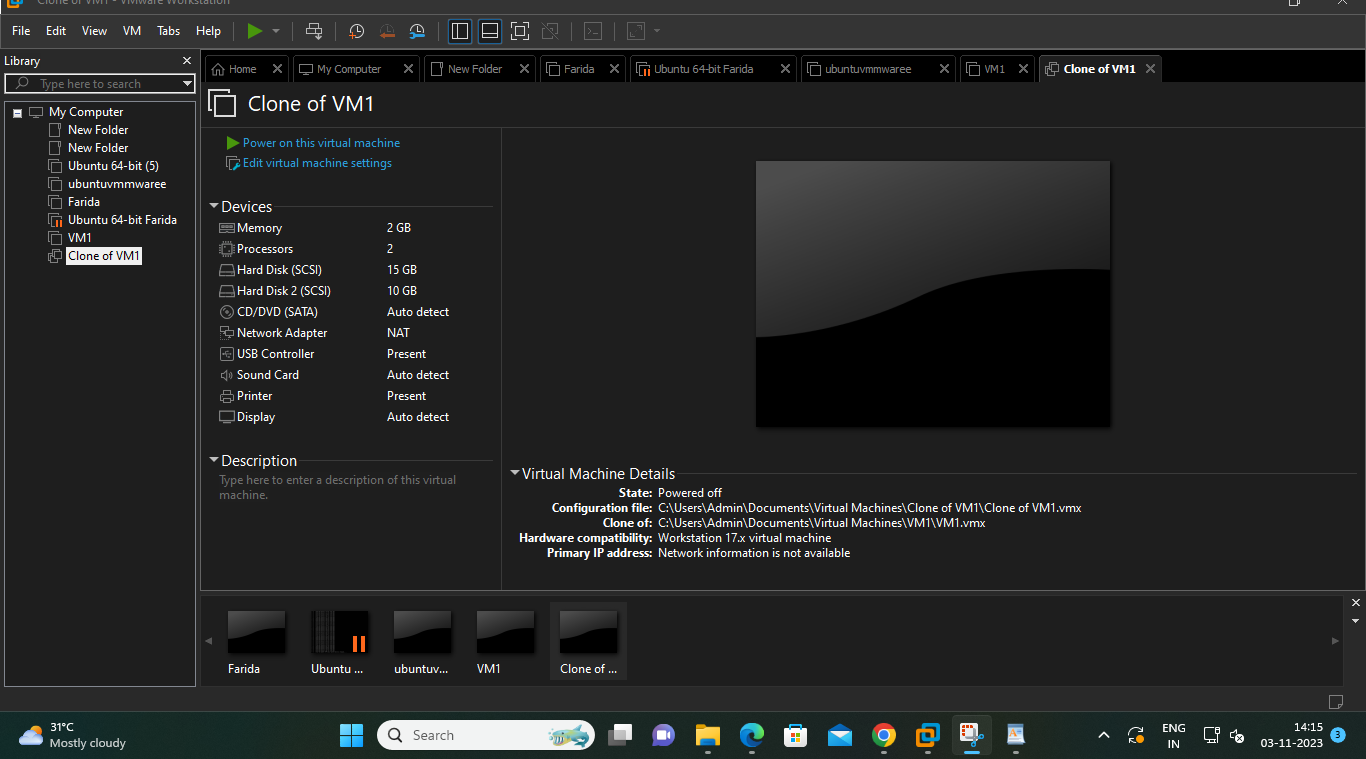 Clone of VM1 - VMware Workstation
File Edit View VM Tabs Help
Library
Type here to search
My Computer
New Folder
New Folder
Ubuntu 64-bit (5)
ubuntuvmmwaree
Farida
Ubuntu 64-bit Farida
VM1
Clone of VM1
Home My Computer New Folder Farida Ubuntu 64-bit Farida ubuntuvmmwaree VM1 Clone of VM1
Clone of VM1
Power on this virtual machine
Edit virtual machine settings
Devices
Memory 2 GB
Processors 2
Hard Disk (SCSI) 15 GB
Hard Disk 2 (SCSI) 10 GB
CD/DVD (SATA) Auto detect
Network Adapter NAT
USB Controller Present
Sound Card Auto detect
Printer Present
Display Auto detect
Description
Type here to enter a description of this virtual
machine.
Virtual Machine Details
State: Powered off
Configuration file: C:\Users\Admin\Documents\Virtual Machines\Clone of VM1\Clone of VM1.vmx
Clone of: C:\Users\Admin\Documents\Virtual Machines\VM1\VM1.vmx
Hardware compatibility: Workstation 17.x virtual machine
Primary IP address: Network information is not available
Farida Ubuntu ... ubuntuv... VM1 Clone of ...
31°C
Mostly cloudy
Search
ENG
IN
14:15
03-11-2023
3